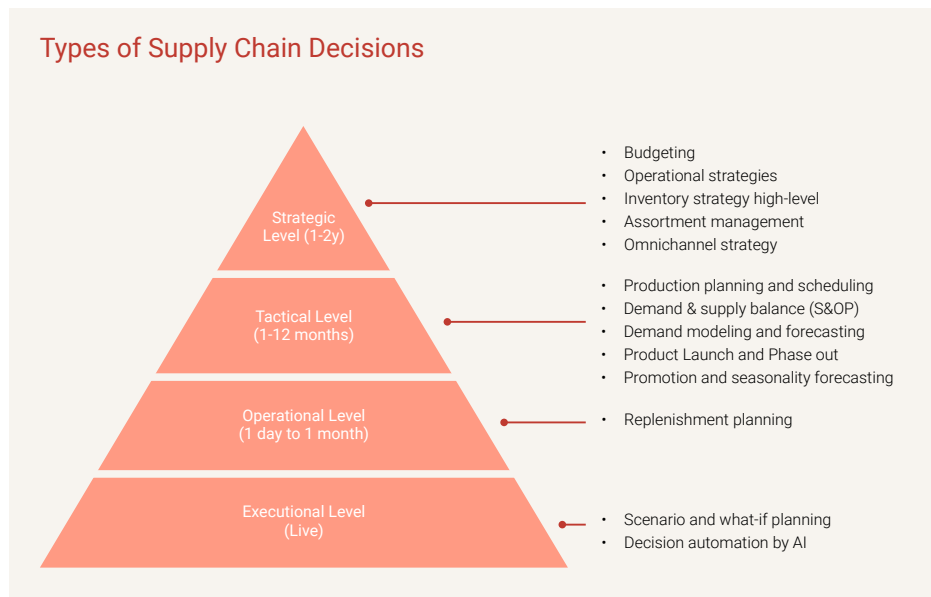 Types of Supply Chain Decisions
Strategic
Level (1-2y)
• Budgeting
• Operational strategies
• Inventory strategy high-level
• Assortment management
• Omnichannel strategy
Tactical Level
(1-12 months)
• Production planning and scheduling
• Demand & supply balance (S&OP)
• Demand modeling and forecasting
• Product Launch and Phase out
• Promotion and seasonality forecasting
Operational Level
(1 day to 1 month)
• Replenishment planning
Executional Level
(Live)
• Scenario and what-if planning
• Decision automation by AI